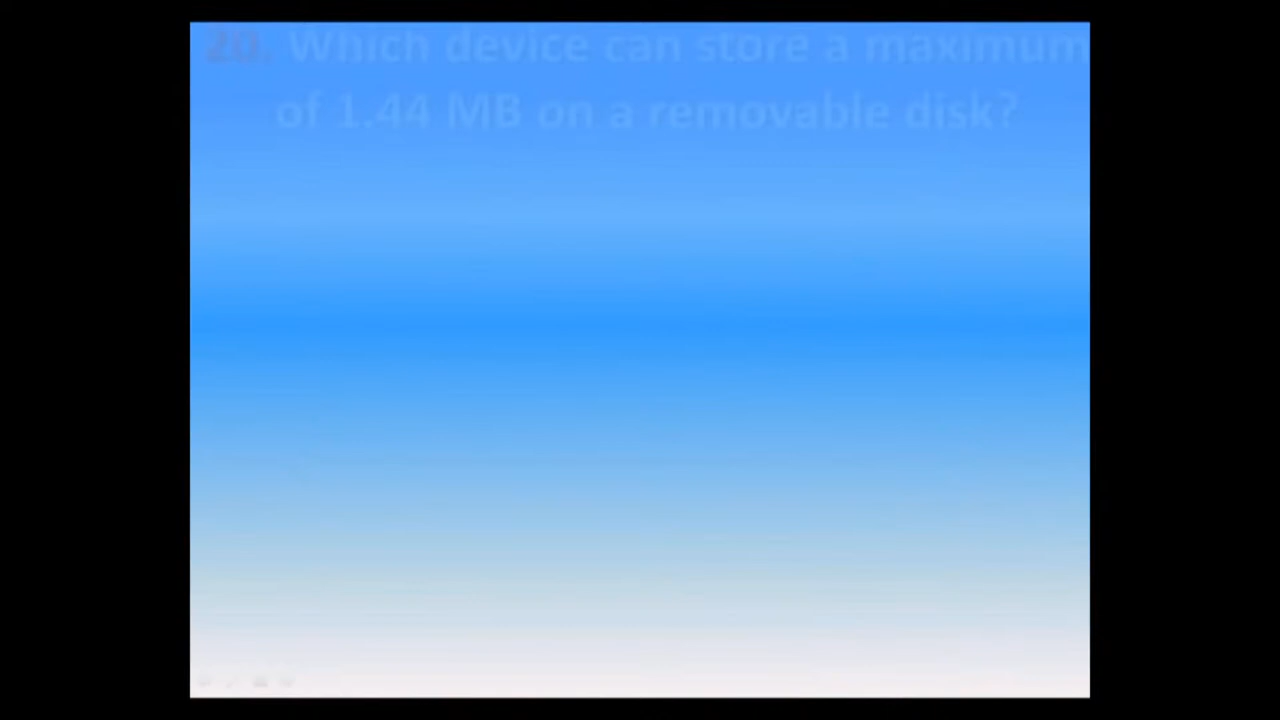 20. Which device can store a maximum
of 1.44 MB on a removable disk?